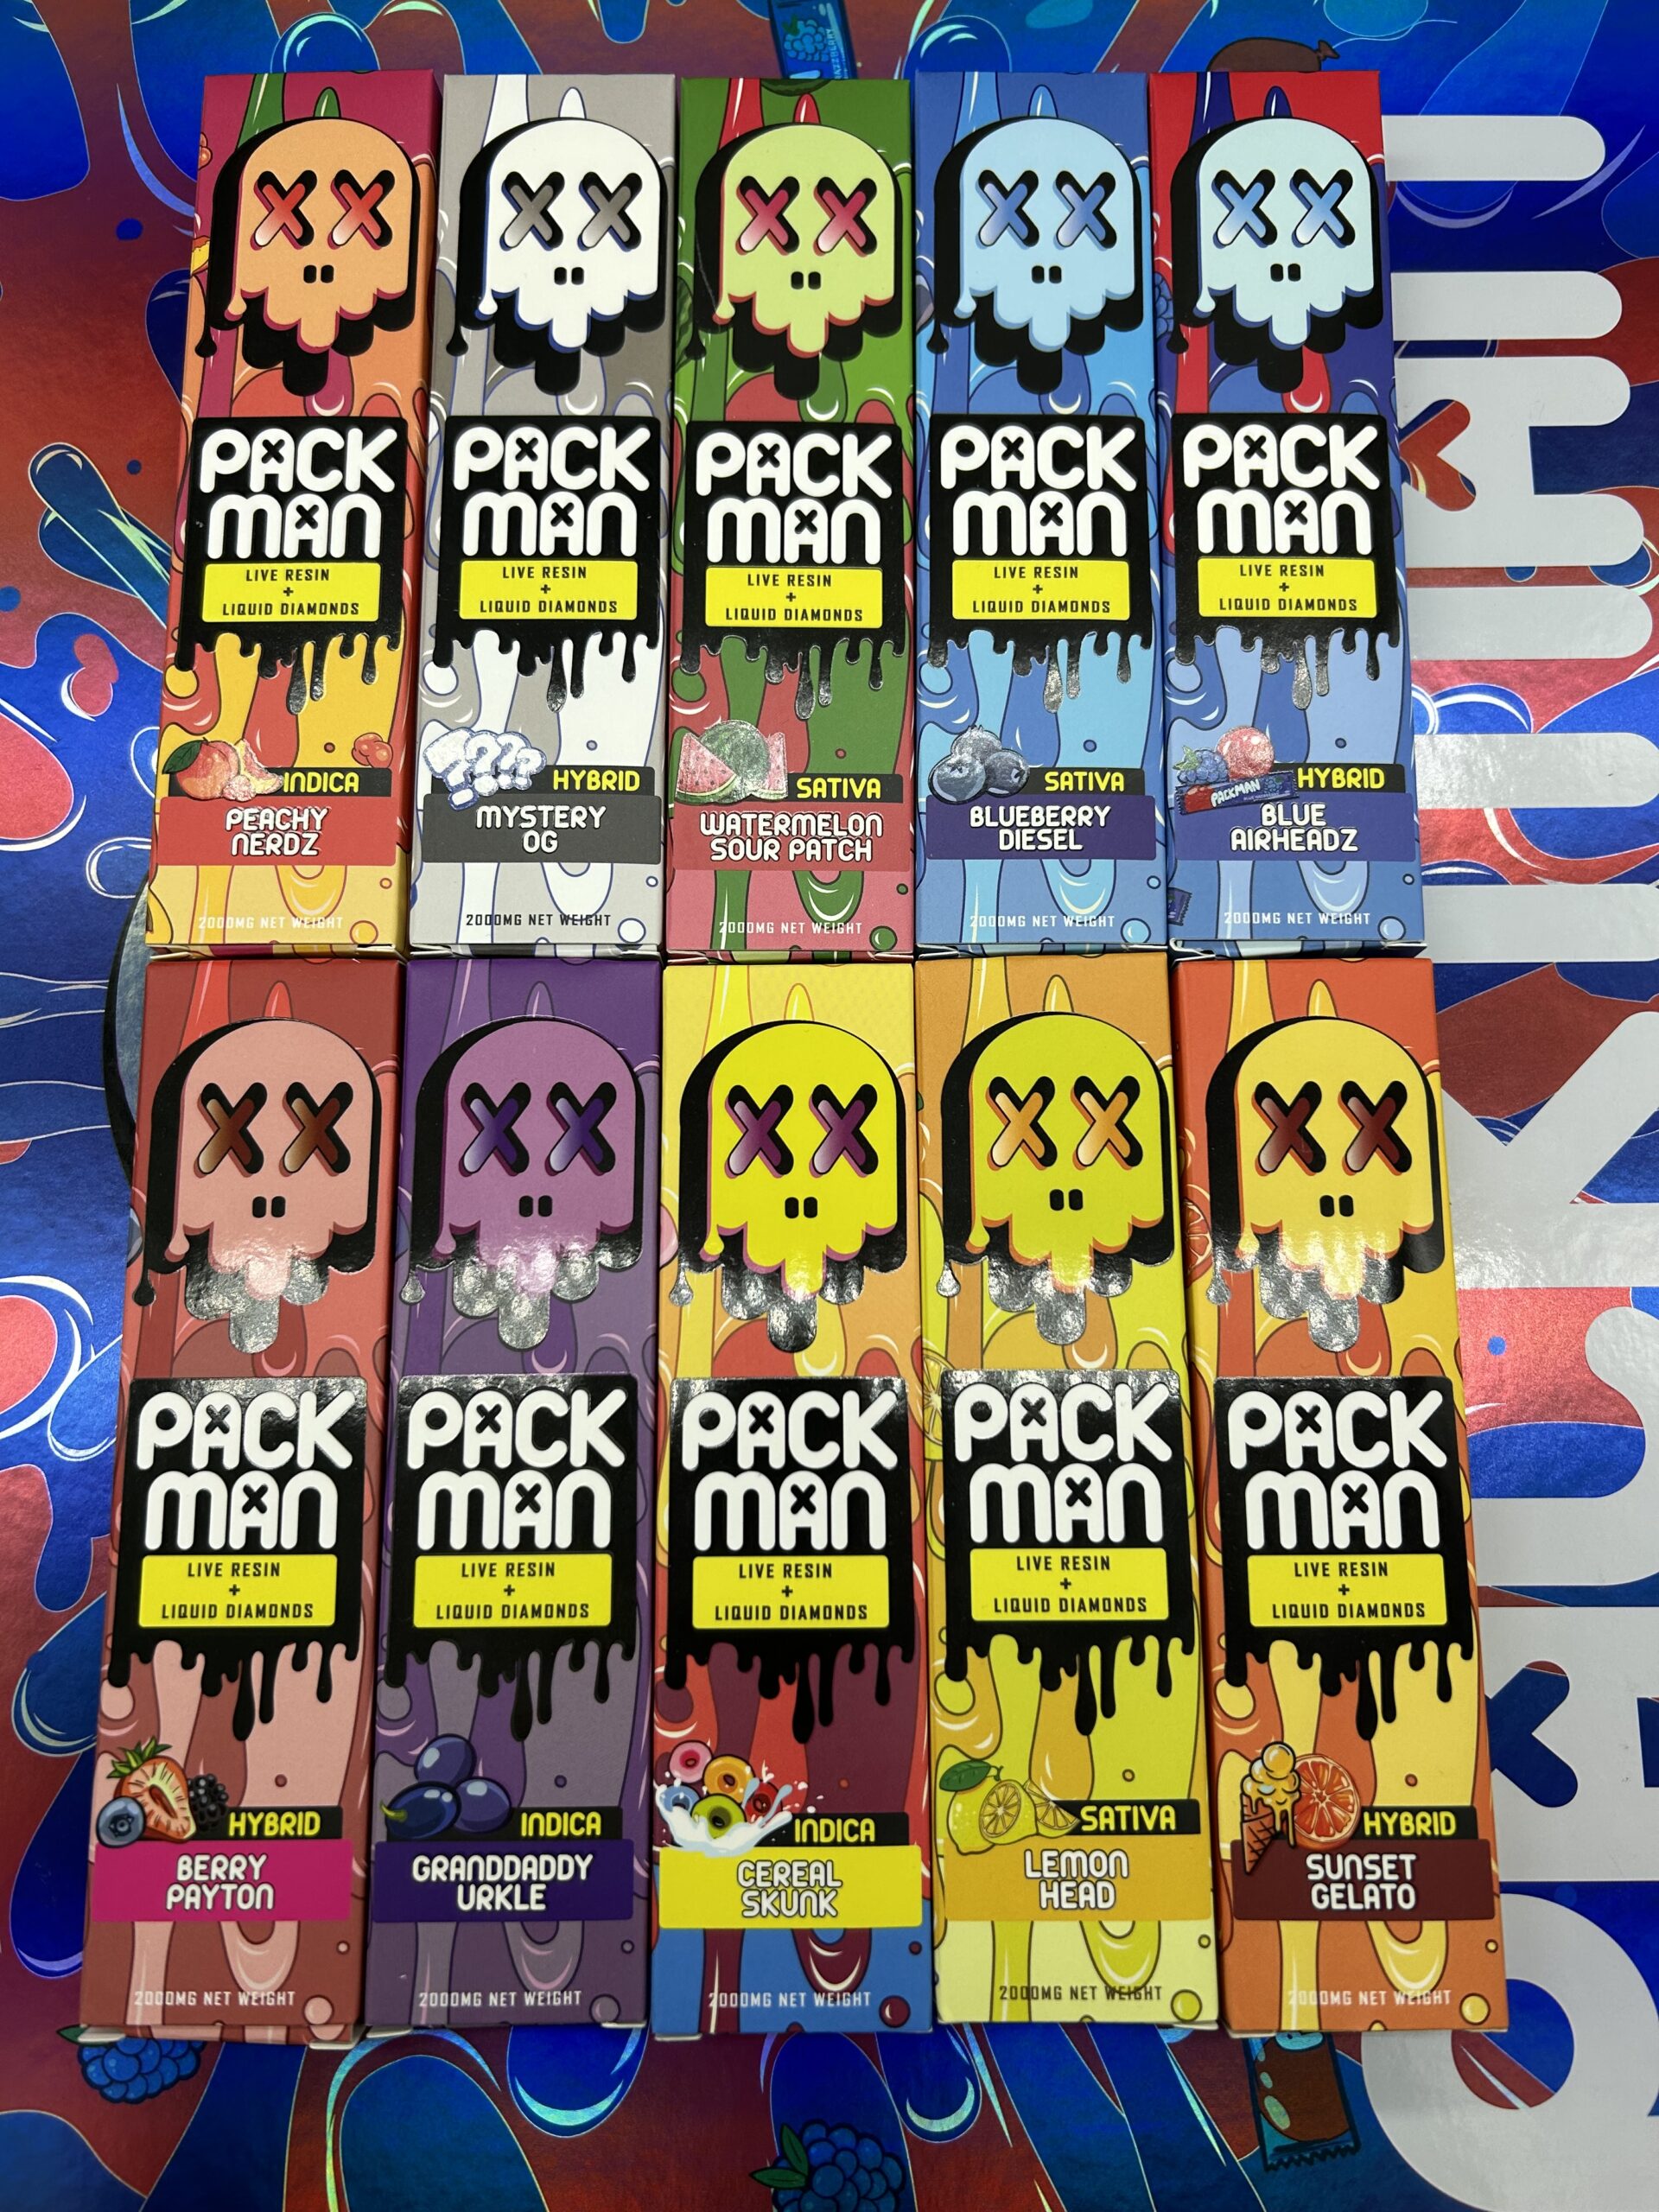 PACK
MAN
LIVE RESIN
+
LIQUID DIAMONDS
INDICA
PEACHY
NERDZ
2000MG NET WEIGHT
PACK
MAN
LIVE RESIN
+
LIQUID DIAMONDS
????
HYBRID
MYSTERY
OG
2000MG NET WEIGHT
PACK
MAN
LIVE RESIN
+
LIQUID DIAMONDS
SATIVA
WATERMELON
SOUR PATCH
2000MG NET WEIGHT
PACK
MAN
LIVE RESIN
+
LIQUID DIAMONDS
SATIVA
BLUEBERRY
DIESEL
2000MG NET WEIGHT
PACK
MAN
LIVE RESIN
+
LIQUID DIAMONDS
HYBRID
PACKMAN
BLUE
AIRHEADZ
2000MG NET WEIGHT
PACK
MAN
LIVE RESIN
+
LIQUID DIAMONDS
HYBRID
BERRY
PAYTON
2000MG NET WEIGHT
PACK
MAN
LIVE RESIN
+
LIQUID DIAMONDS
INDICA
GRANDDADDY
URKLE
2000MG NET WEIGHT
PACK
MAN
LIVE RESIN
+
LIQUID DIAMONDS
INDICA
CEREAL
SKUNK
2000MG NET WEIGHT
PACK
MAN
LIVE RESIN
+
LIQUID DIAMONDS
SATIVA
LEMON
HEAD
2000MG NET WEIGHT
PACK
MAN
LIVE RESIN
+
LIQUID DIAMONDS
HYBRID
SUNSET
GELATO
2000MG NET WEIGHT
PACKMAN